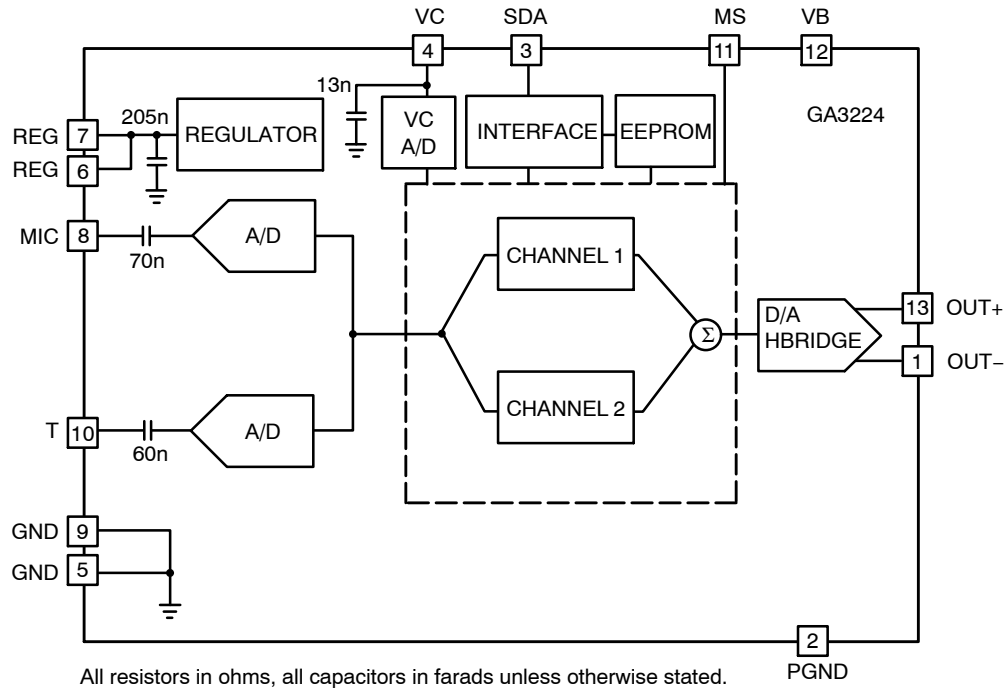 VC
SDA
MS
VB
4
3
11
12
13n
205n
REGULATOR
VC
A/D
INTERFACE
EEPROM
GA3224
REG
7
REG
6
MIC
8
70n
A/D
CHANNEL 1
Σ
D/A
HBRIDGE
13
OUT+
1
OUT−
CHANNEL 2
T
10
60n
A/D
GND
9
GND
5
2
PGND
All resistors in ohms, all capacitors in farads unless otherwise stated.